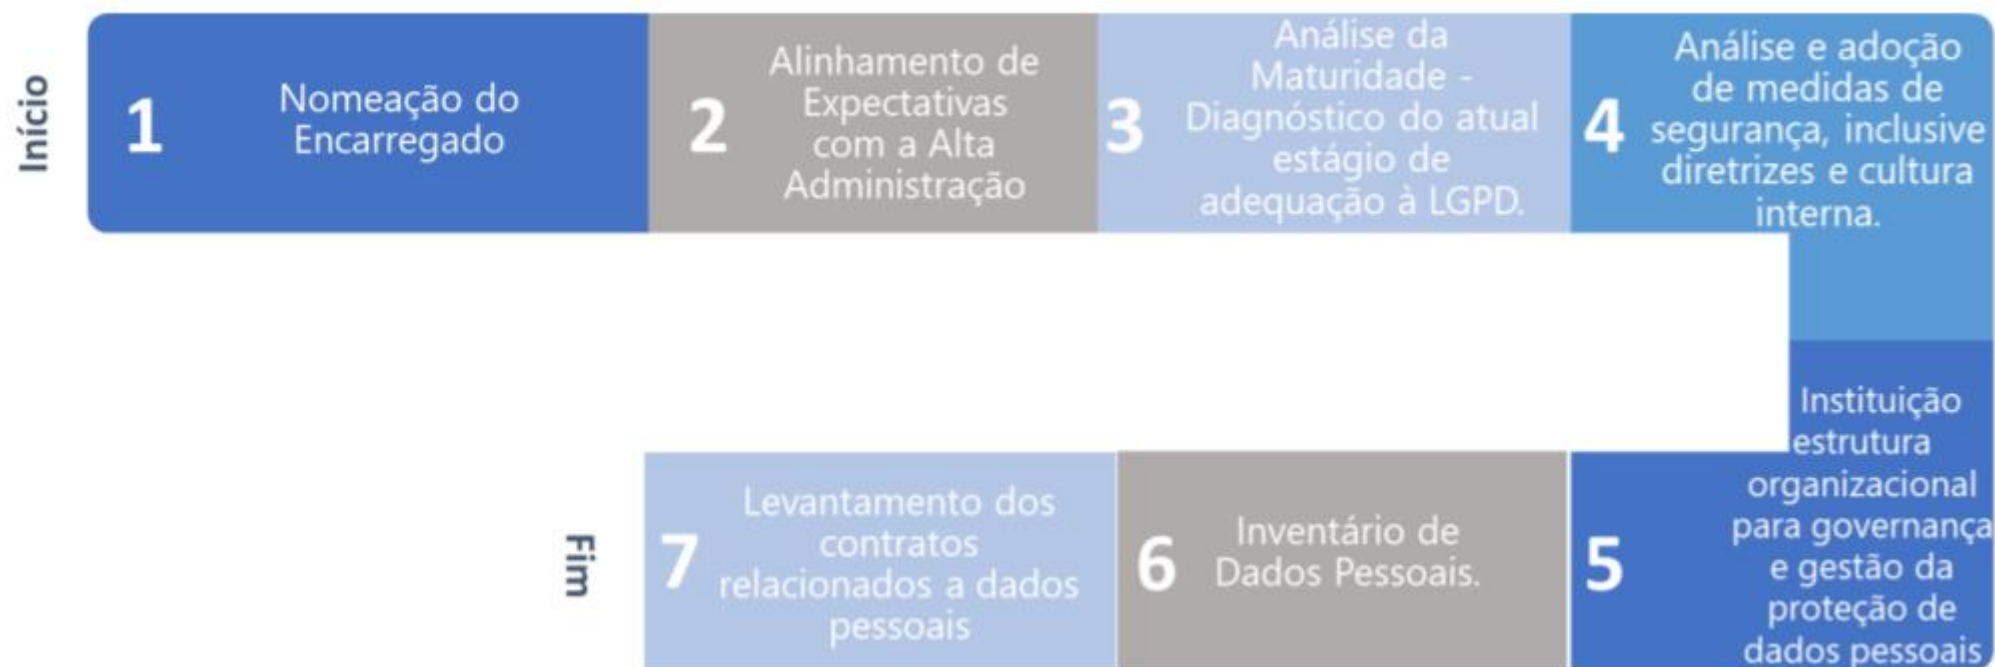 Início
1
Nomeação do
Encarregado
2
Alinhamento de
Expectativas
com a Alta
Administração
3
Análise da
Maturidade -
Diagnóstico do atual
estágio de
adequação à LGPD.
4
Análise e adoção
de medidas de
segurança, inclusive
diretrizes e cultura
interna.
5
Instituição
estrutura
organizacional
para governança
e gestão da
proteção de
dados pessoais
6
Inventário de
Dados Pessoais.
7
Levantamento dos
contratos
relacionados a dados
pessoais
Fim